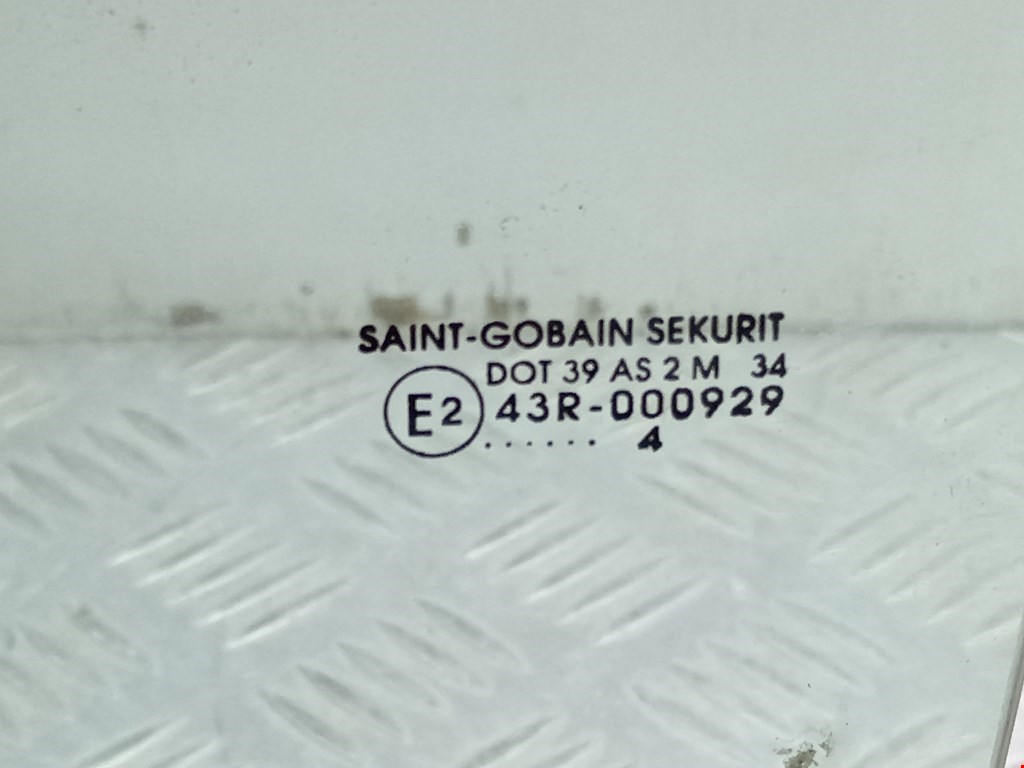 SAINT-GOBAIN SEKURIT
DOT 39 AS 2 M 34
E2 43R-000929
...... 4